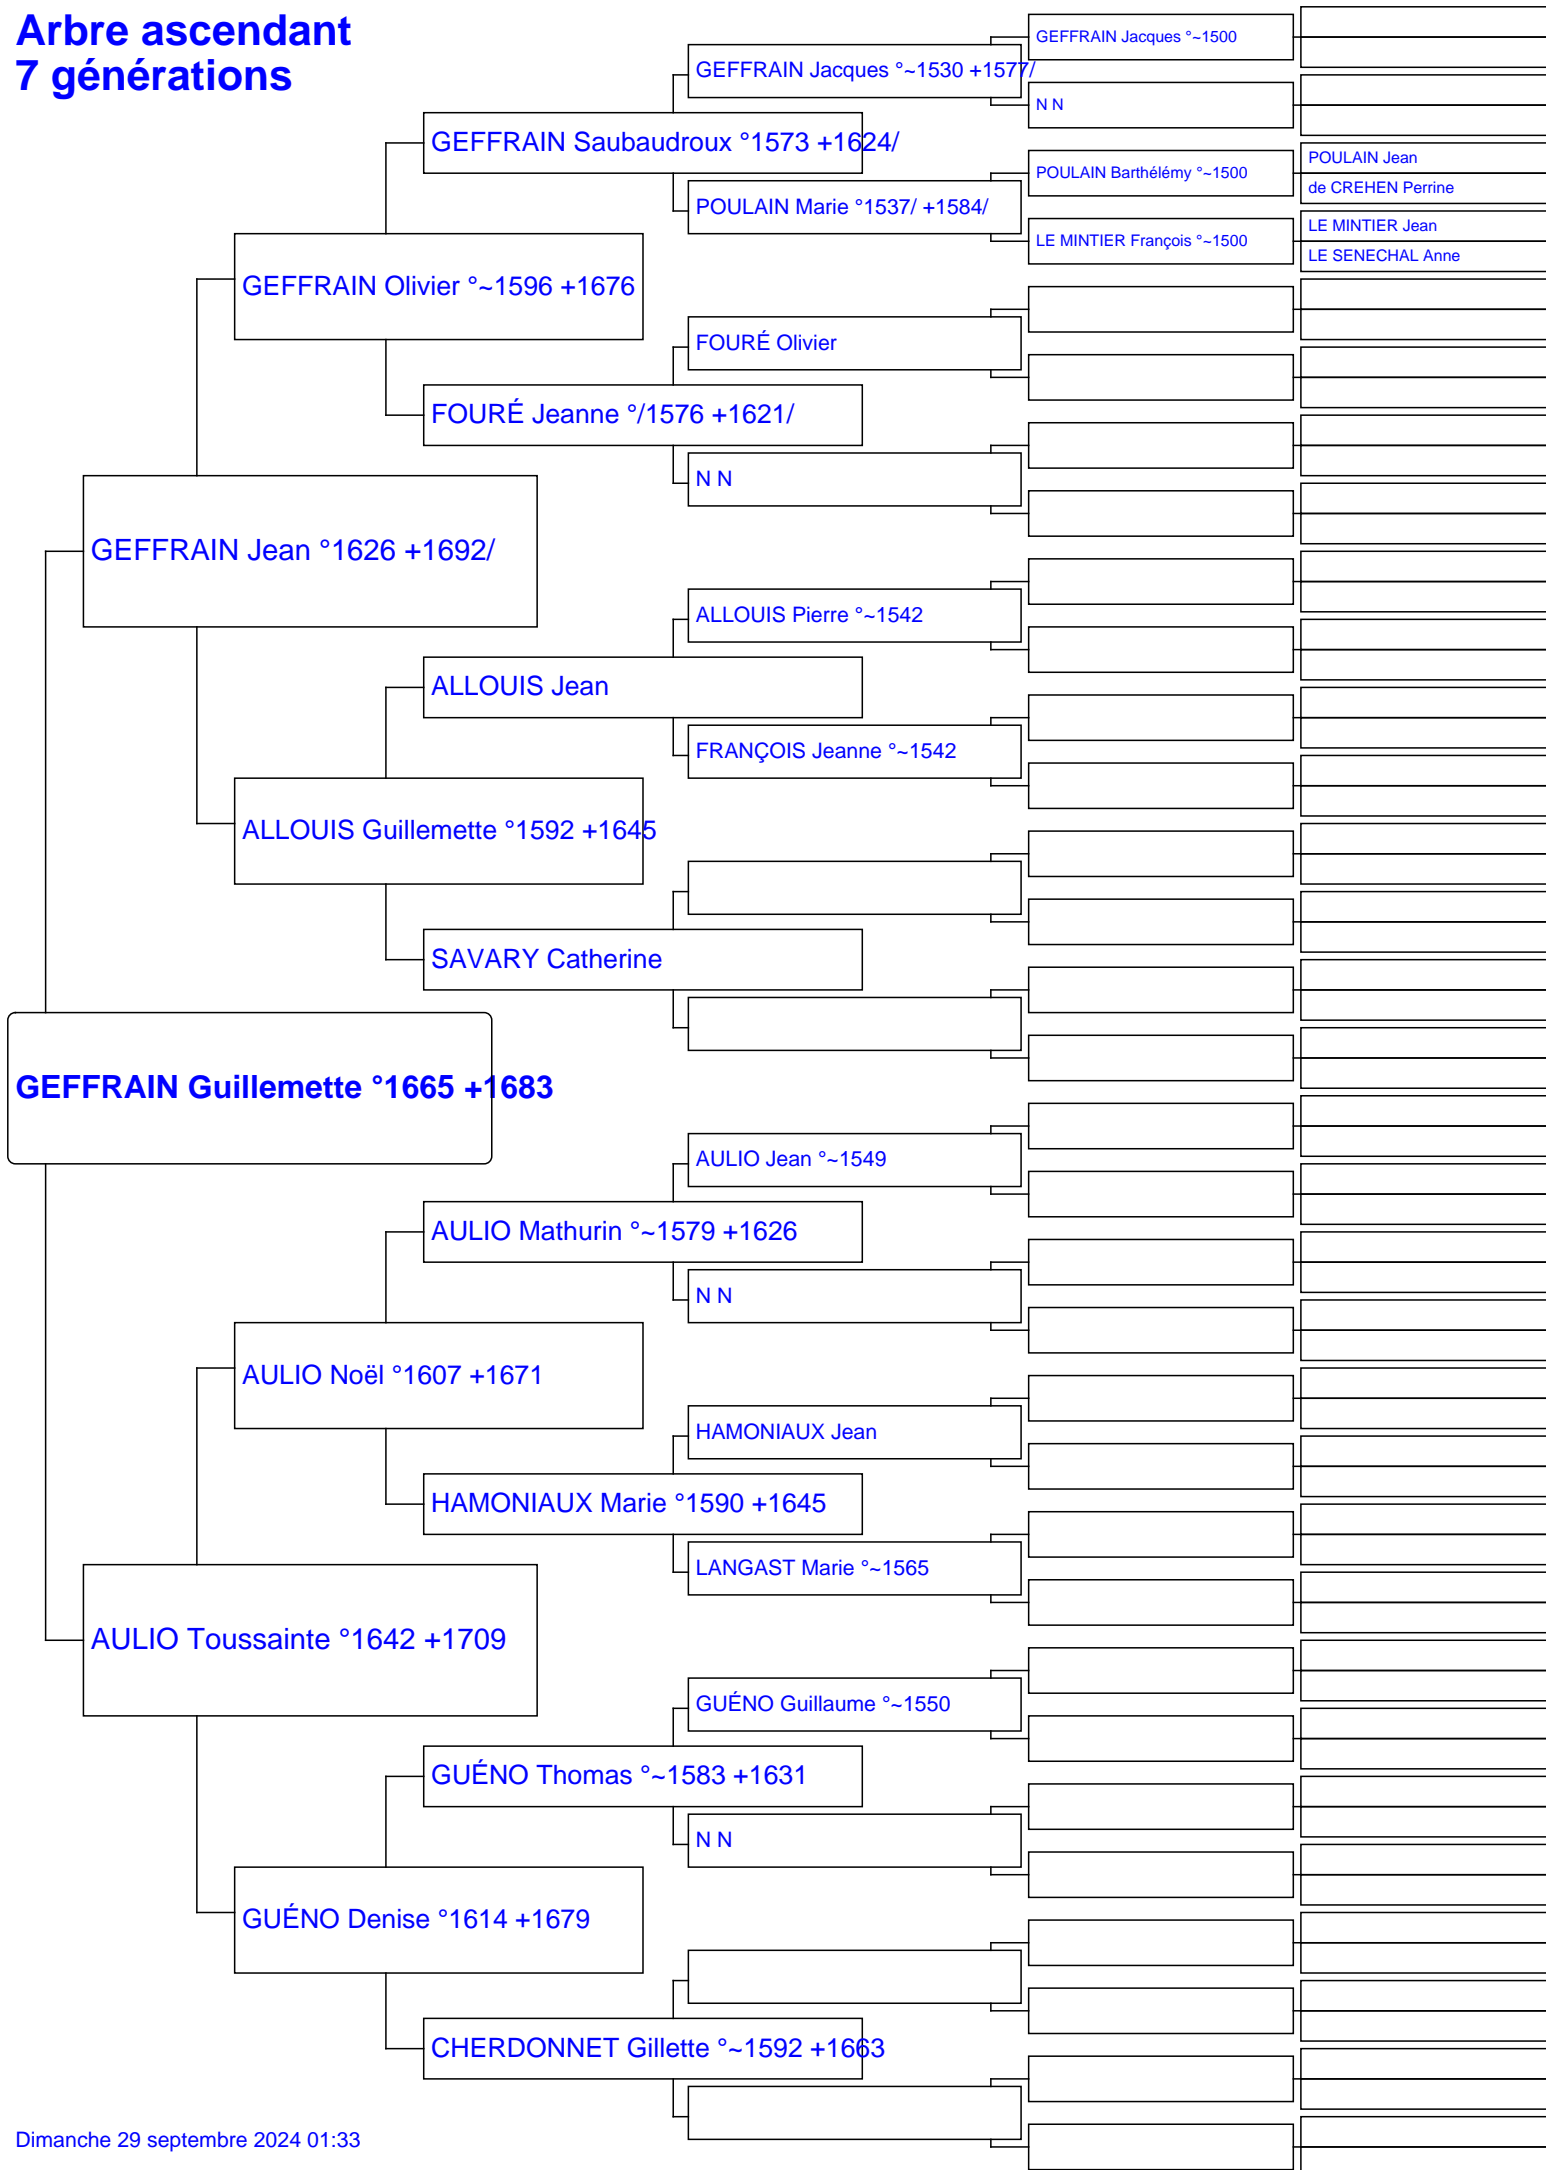 Arbre ascendant
7 générations
GEFFRAIN Jacques °~1500
GEFFRAIN Jacques °~1530 +1577/
N N
GEFFRAIN Saubaudroux °1573 +1624/
POULAIN Jean
POULAIN Barthélémy °~1500
de CREHEN Perrine
POULAIN Marie °1537/ +1584/
LE MINTIER Jean
LE MINTIER François °~1500
LE SENECHAL Anne
GEFFRAIN Olivier °~1596 +1676
FOURÉ Olivier
FOURÉ Jeanne °/1576 +1621/
N N
GEFFRAIN Jean °1626 +1692/
ALLOUIS Pierre °~1542
ALLOUIS Jean
FRANÇOIS Jeanne °~1542
ALLOUIS Guillemette °1592 +1645
SAVARY Catherine
GEFFRAIN Guillemette °1665 +1683
AULIO Jean °~1549
AULIO Mathurin °~1579 +1626
N N
AULIO Noël °1607 +1671
HAMONIAUX Jean
HAMONIAUX Marie °1590 +1645
LANGAST Marie °~1565
AULIO Toussainte °1642 +1709
GUÉNO Guillaume °~1550
GUÉNO Thomas °~1583 +1631
N N
GUÉNO Denise °1614 +1679
CHERDONNET Gillette °~1592 +1663
Dimanche 29 septembre 2024 01:33